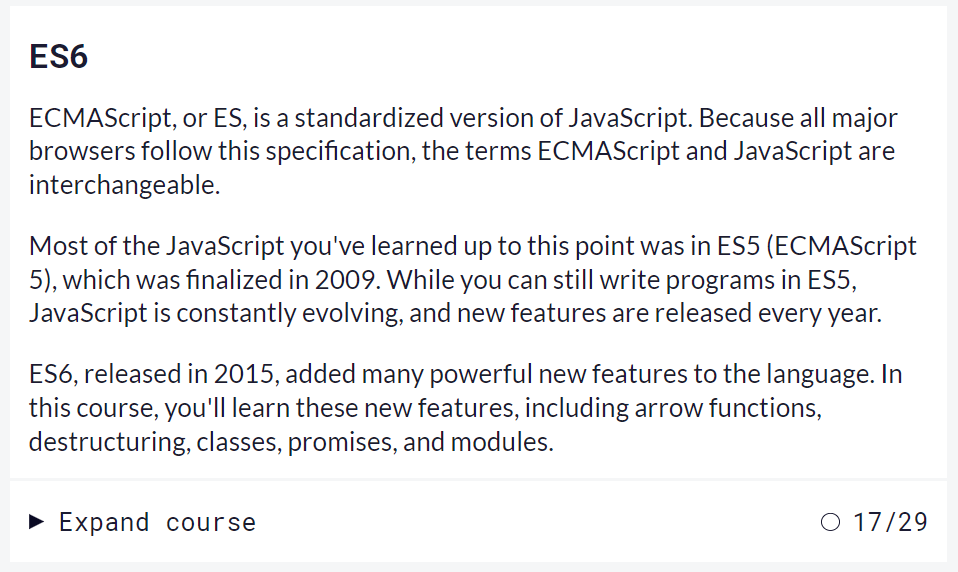 ES6
ECMAScript, or ES, is a standardized version of JavaScript. Because all major
browsers follow this specification, the terms ECMAScript and JavaScript are
interchangeable.
Most of the JavaScript you've learned up to this point was in ES5 (ECMAScript
5), which was finalized in 2009. While you can still write programs in ES5,
JavaScript is constantly evolving, and new features are released every year.
ES6, released in 2015, added many powerful new features to the language. In
this course, you'll learn these new features, including arrow functions,
destructuring, classes, promises, and modules.
Expand course 17/29